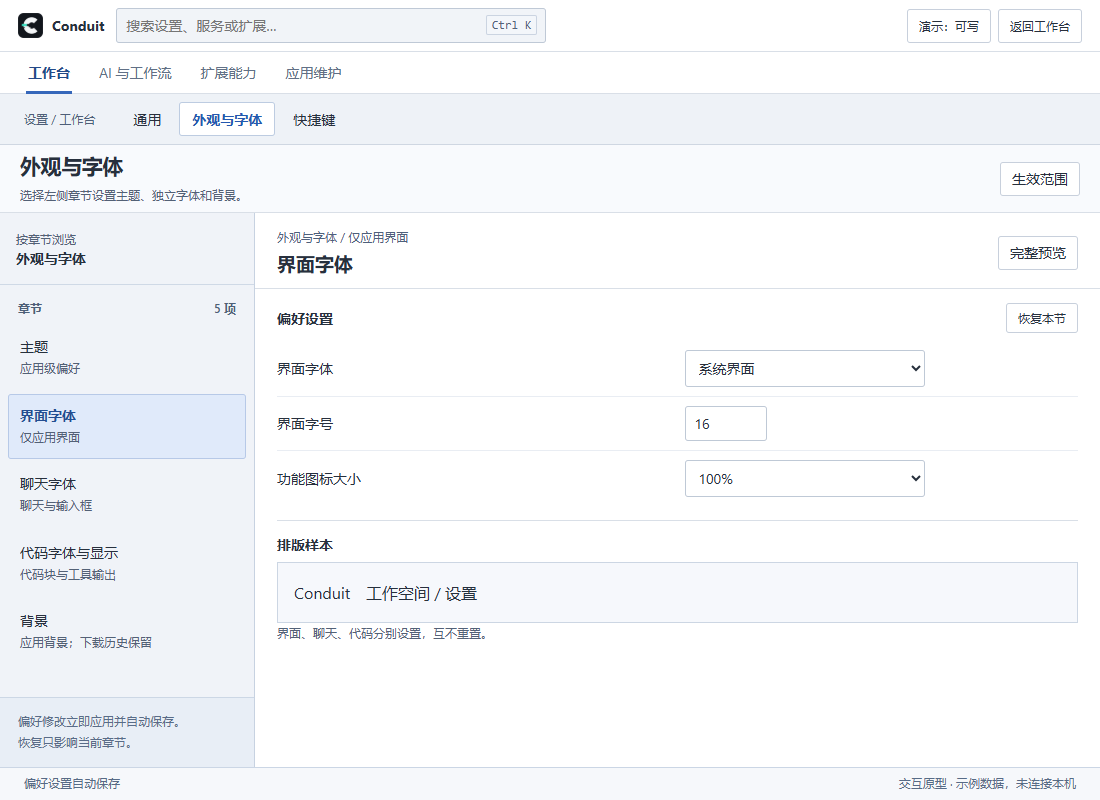 Conduit
搜索设置、服务或扩展...
Ctrl K
演示：可写
返回工作台
工作台
AI 与工作流
扩展能力
应用维护
设置 / 工作台
通用
外观与字体
快捷键
外观与字体
选择左侧章节设置主题、独立字体和背景。
生效范围
按章节浏览
外观与字体
章节
5 项
主题
应用级偏好
界面字体
仅应用界面
聊天字体
聊天与输入框
代码字体与显示
代码块与工具输出
背景
应用背景；下载历史保留
偏好修改立即应用并自动保存。
恢复只影响当前章节。
外观与字体 / 仅应用界面
界面字体
完整预览
偏好设置
恢复本节
界面字体
系统界面
界面字号
16
功能图标大小
100%
排版样本
Conduit 工作空间 / 设置
界面、聊天、代码分别设置，互不重置。
偏好设置自动保存
交互原型 · 示例数据，未连接本机